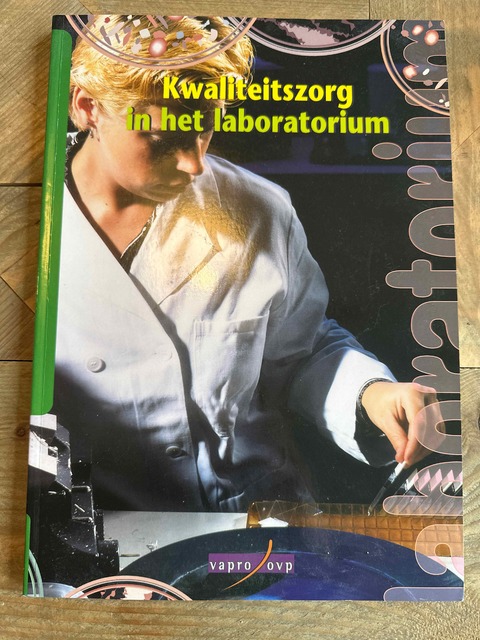 Kwaliteitszorg
in het laboratorium
laboratorium
vapro ovp